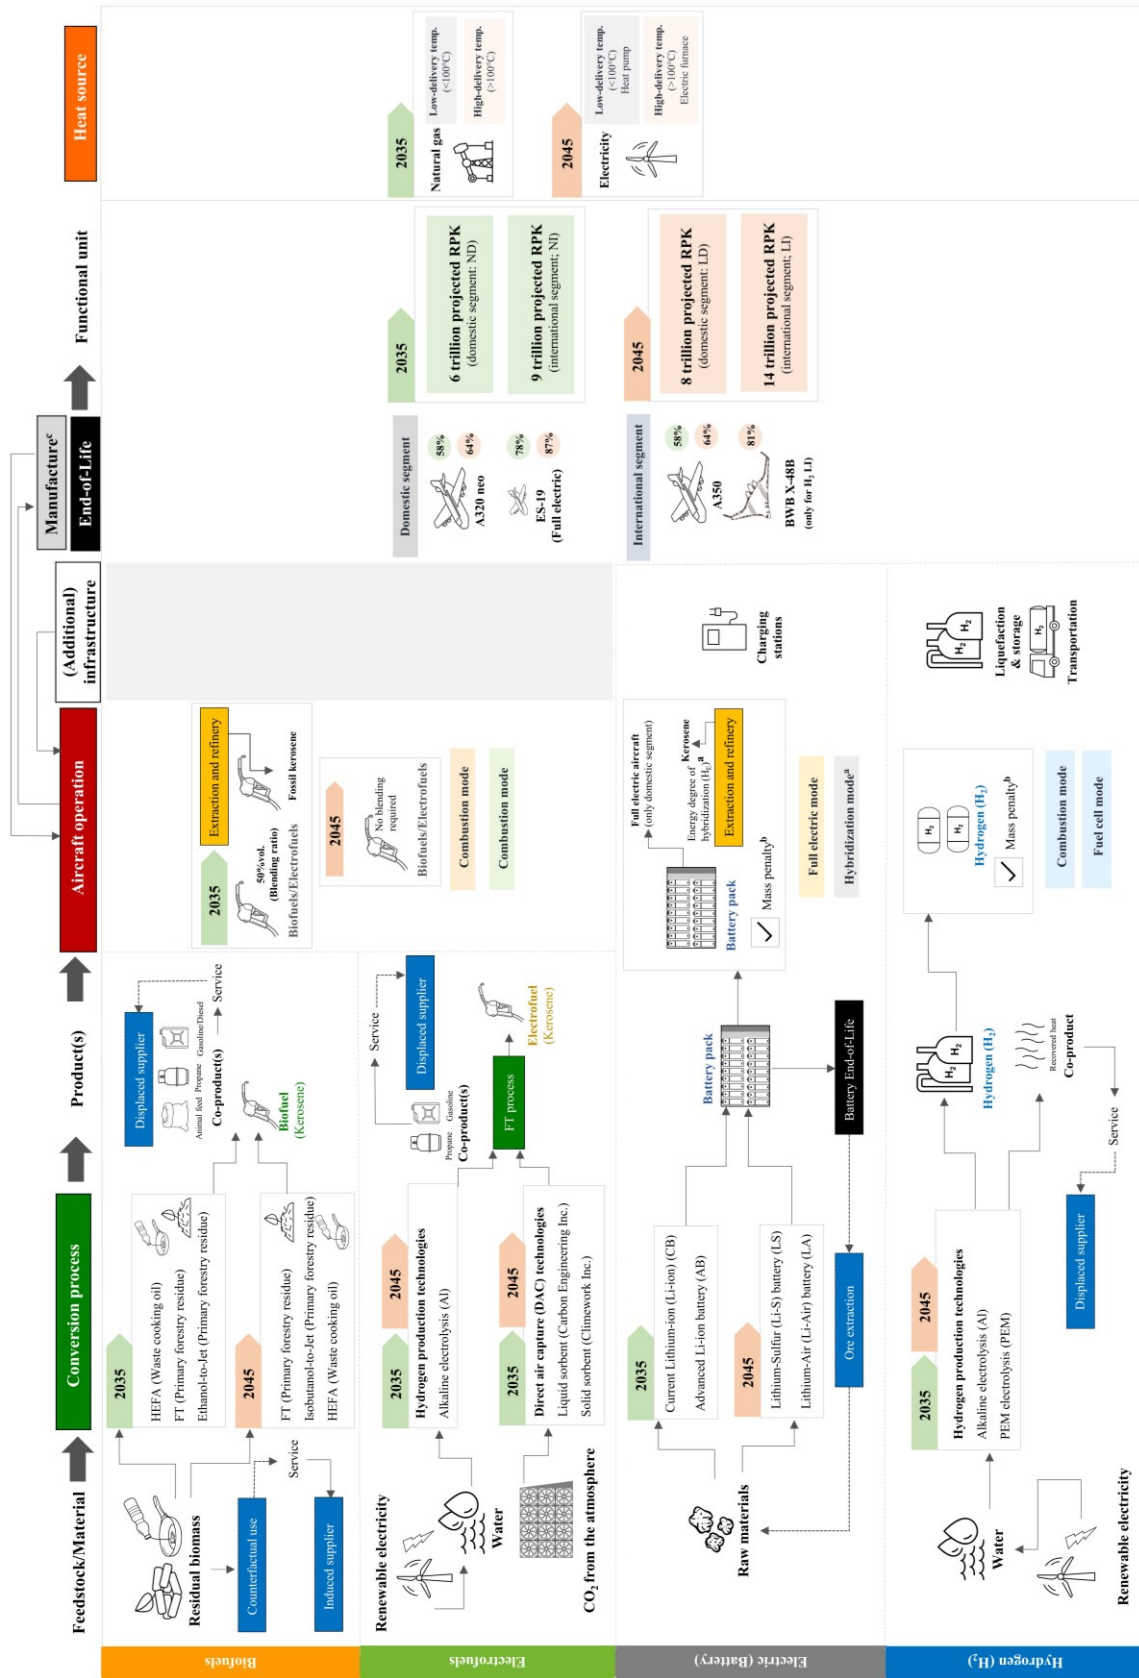 Feedstock/Material
Conversion process
Product(s)
Aircraft operation
(Additional)
infrastructure
Manufactureᶜ
End-of-Life
Functional unit
Heat source
Biofuels
Residual biomass
Counterfactual use
Service
Induced supplier
2035
HEFA (Waste cooking oil)
FT (Primary forestry residue)
Ethanol-to-Jet (Primary forestry residue)
2045
FT (Primary forestry residue)
Isobutanol-to-Jet (Primary forestry residue)
HEFA (Waste cooking oil)
Displaced supplier
Animal feed
Propane
Gasoline/Diesel
Co-product(s)
Service
Biofuel
(Kerosene)
2035
50%vol.
(Blending ratio)
Biofuels/Electrofuels
Extraction and refinery
Fossil kerosene
2045
No blending
required
Biofuels/Electrofuels
Combustion mode
Combustion mode
Electrofuels
Renewable electricity
Water
CO₂ from the atmosphere
2035
2045
Hydrogen production technologies
Alkaline electrolysis (Al)
2035
2045
Direct air capture (DAC) technologies
Liquid sorbent (Carbon Engineering Inc.)
Solid sorbent (Climework Inc.)
Service
Displaced supplier
Propane
Gasoline
Co-product(s)
FT process
Electrofuel
(Kerosene)
Electric (Battery)
Raw materials
2035
Current Lithium-ion (Li-ion) (CB)
Advanced Li-ion battery (AB)
2045
Lithium-Sulfur (Li-S) battery (LS)
Lithium-Air (Li-Air) battery (LA)
Ore extraction
Battery pack
Battery End-of-Life
Full electric aircraft
(only domestic segment)
Battery pack
Energy degree of
hybridization (H_E)ᵃ
Kerosene
Extraction and refinery
Mass penaltyᵇ
Full electric mode
Hybridization modeᵃ
Charging
stations
Hydrogen (H₂)
Water
Renewable electricity
2035
2045
Hydrogen production technologies
Alkaline electrolysis (Al)
PEM electrolysis (PEM)
H₂
Hydrogen (H₂)
Recovered heat
Co-product
Service
Displaced supplier
H₂
H₂
Hydrogen (H₂)
Mass penaltyᵇ
Combustion mode
Fuel cell mode
H₂
Liquefaction
& storage
H₂
Transportation
Domestic segment
58%
64%
A320 neo
78%
87%
ES-19
(Full electric)
International segment
58%
64%
A350
81%
BWB X-48B
(only for H₂ LI)
2035
6 trillion projected RPK
(domestic segment: ND)
9 trillion projected RPK
(international segment; NI)
2045
8 trillion projected RPK
(domestic segment: LD)
14 trillion projected RPK
(international segment; LI)
2035
Natural gas
Low-delivery temp.
(<100°C)
High-delivery temp.
(>100°C)
2045
Electricity
Low-delivery temp.
(<100°C)
Heat pump
High-delivery temp.
(>100°C)
Electric furnace